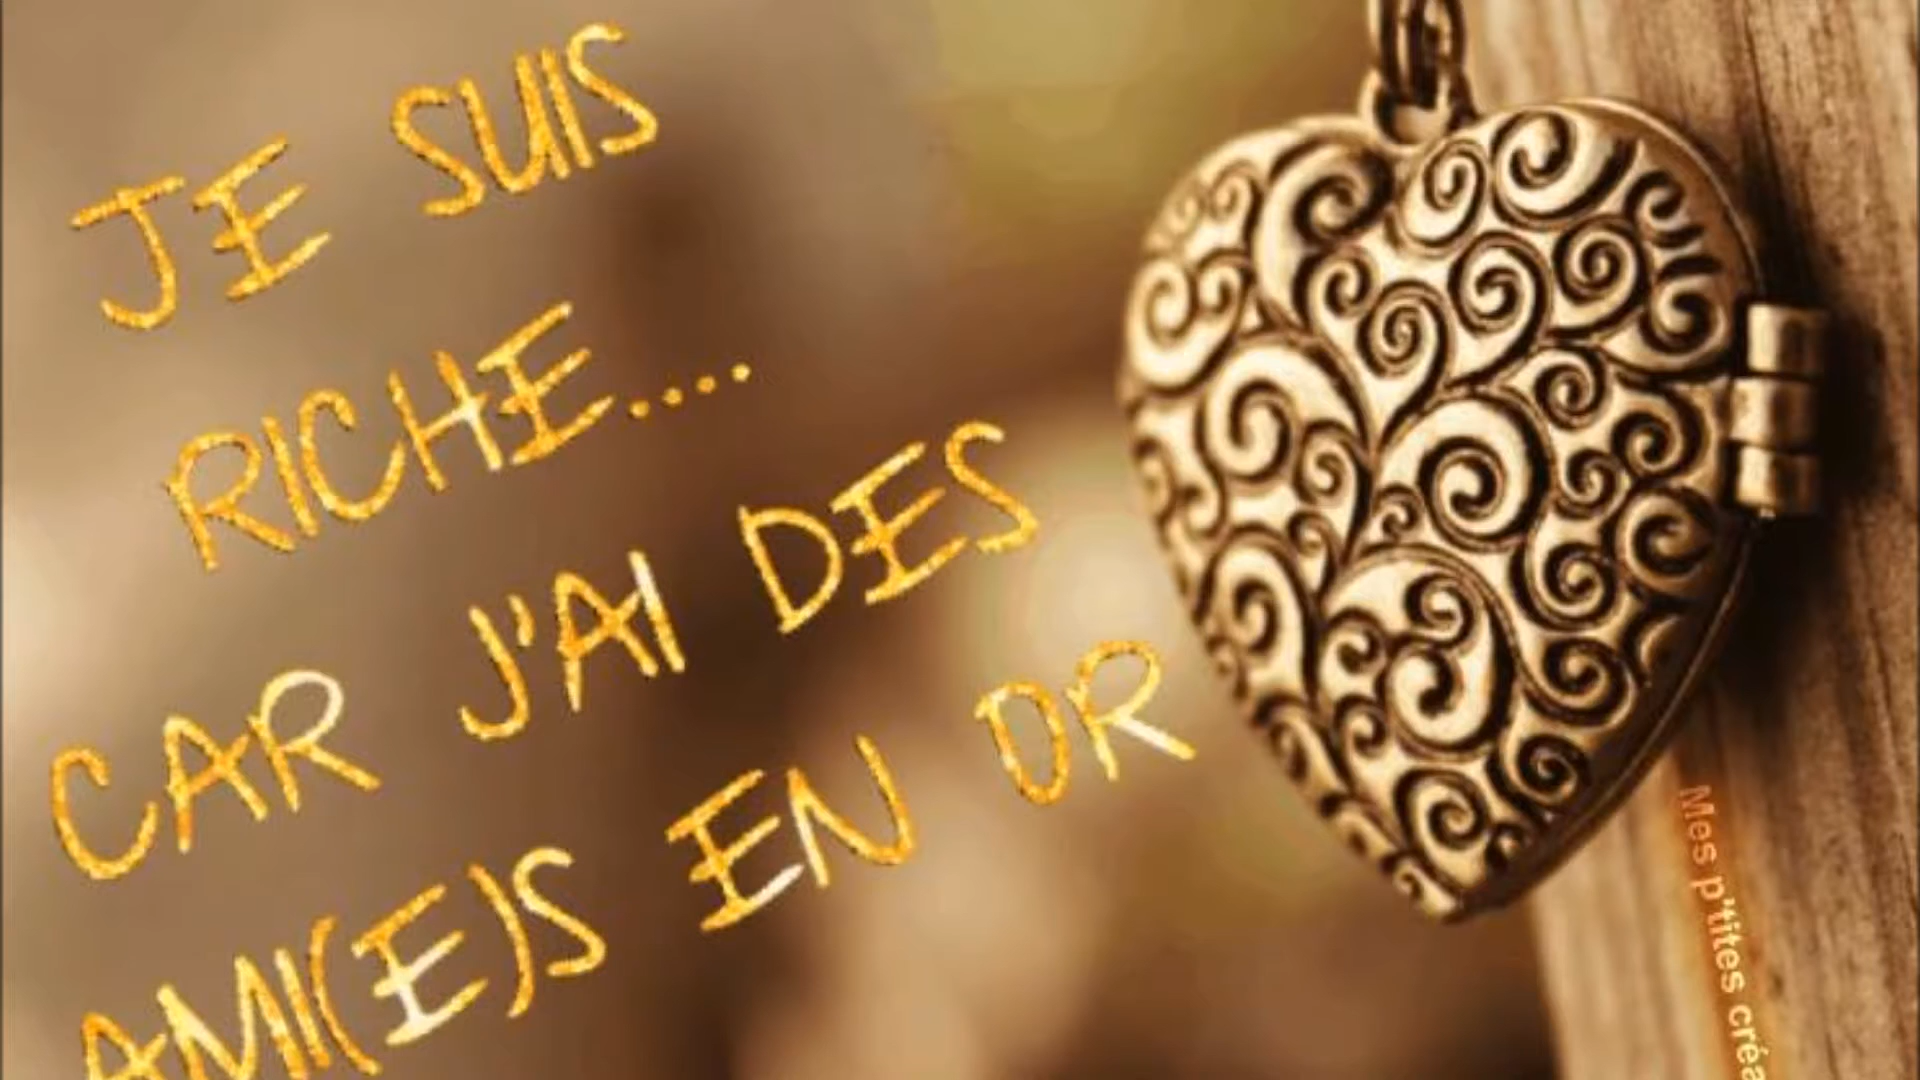 JE SUIS
RICHE....
CAR J'AI DES
AMI(E)S EN OR
Mes p'tites créa